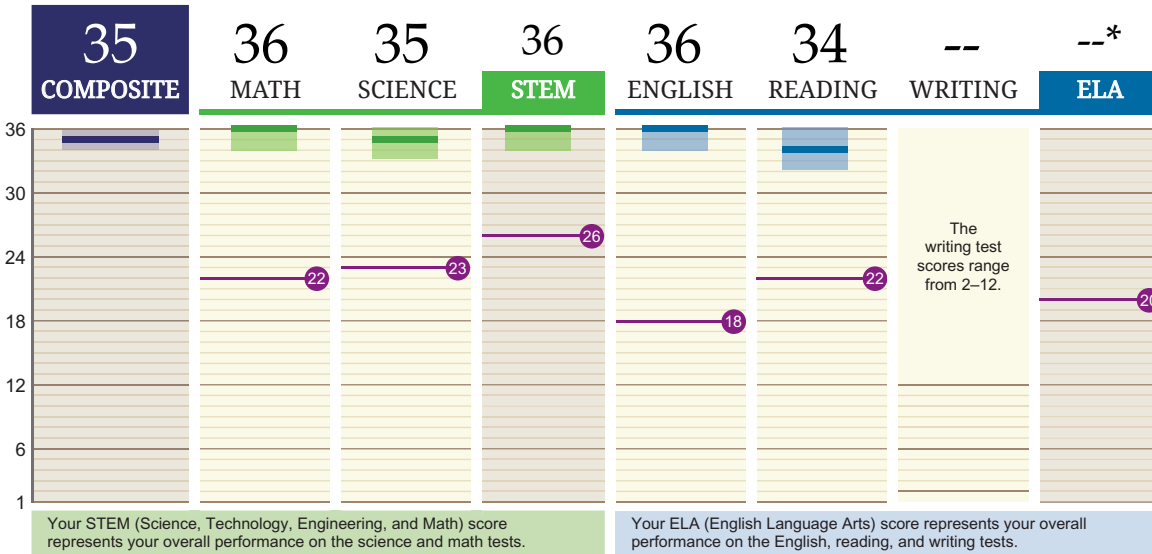 35 36 35 36 36 34 -- --*
COMPOSITE MATH SCIENCE STEM ENGLISH READING WRITING ELA
36
30
24
18
12
6
1
22
23
26
18
22
20
The
writing test
scores range
from 2–12.
Your STEM (Science, Technology, Engineering, and Math) score
represents your overall performance on the science and math tests.
Your ELA (English Language Arts) score represents your overall
performance on the English, reading, and writing tests.